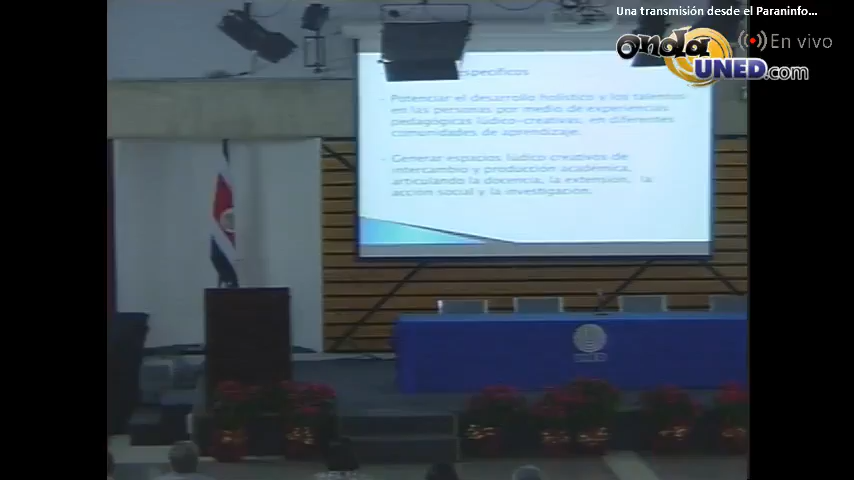 Una transmisión desde el Paraninfo...
onda
UNED.com
En vivo
específicos
- Potenciar el desarrollo holístico y los talentos
en las personas por medio de experiencias
pedagógicas lúdico-creativas, en diferentes
comunidades de aprendizaje.
- Generar espacios lúdico creativos de
intercambio y producción académica,
articulando la docencia, la extensión, la
acción social y la investigación.
UNED